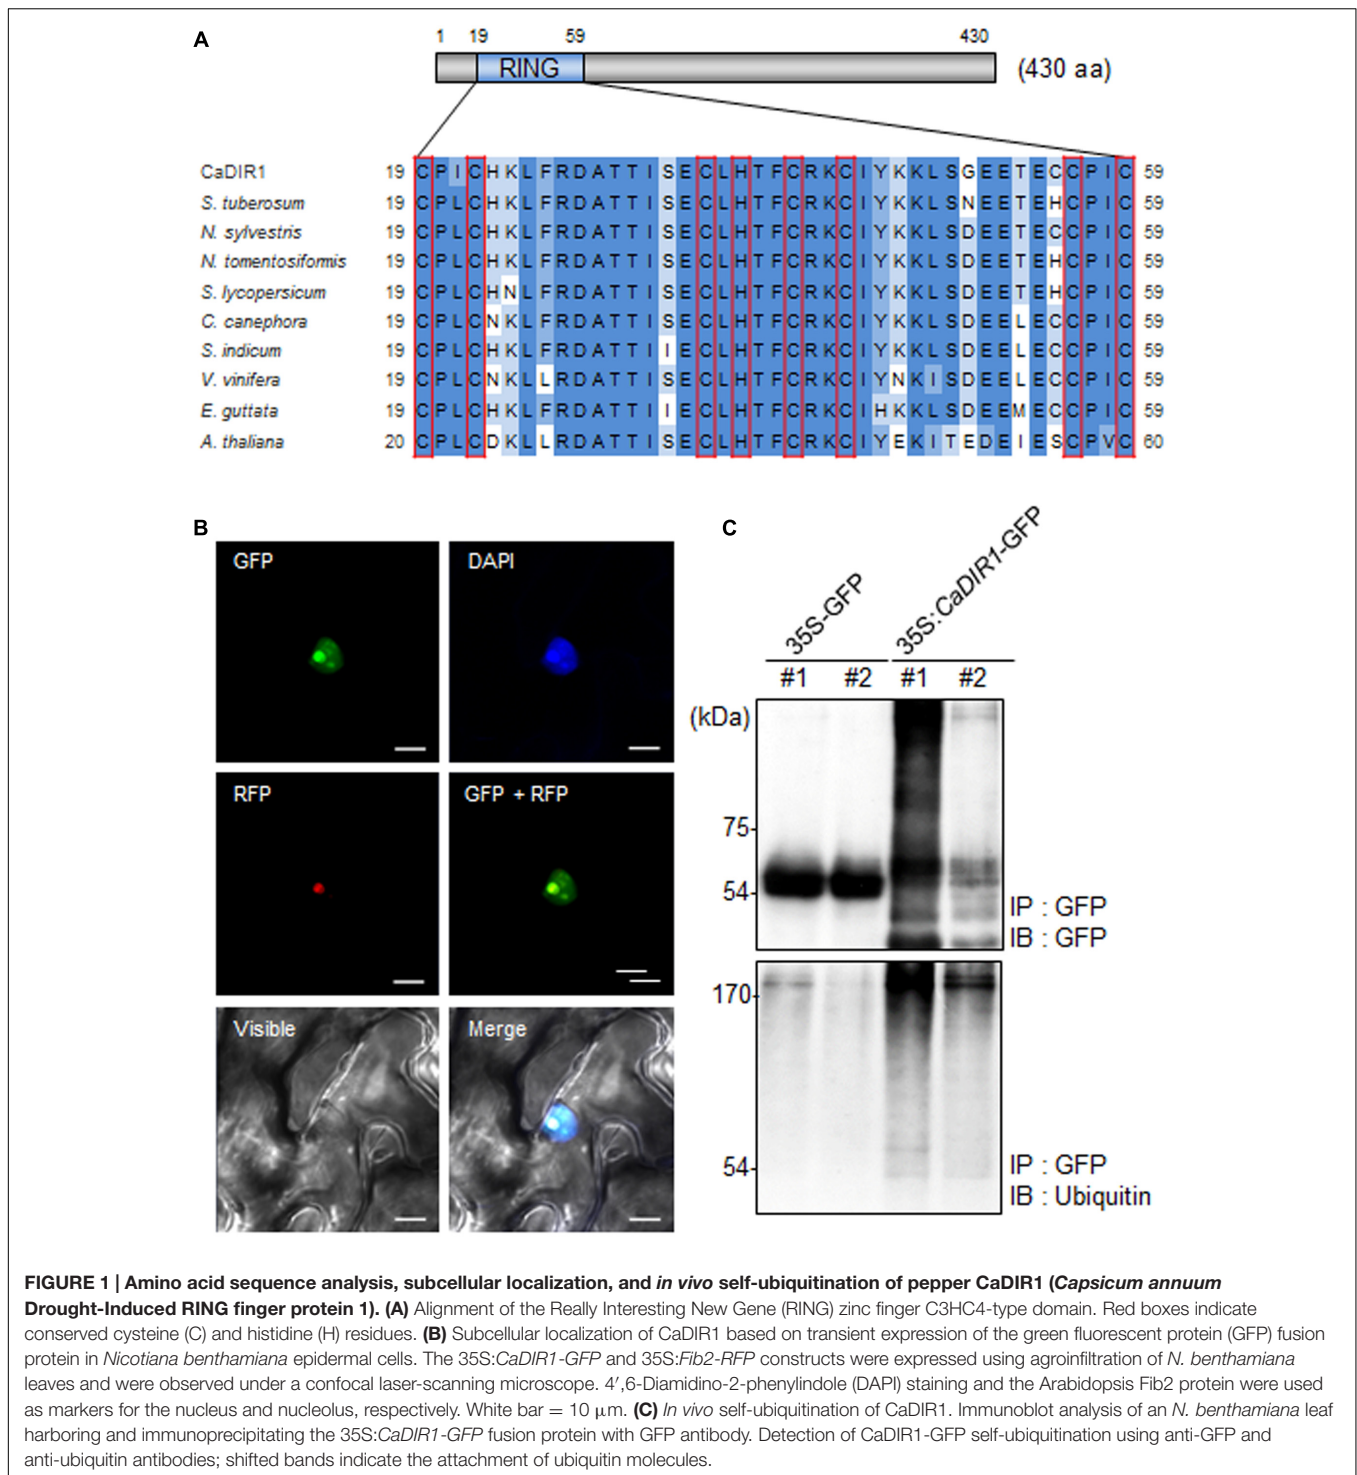 A
1 19 59 430
RING (430 aa)
CaDIR1 19 CPICHKLFRDATTISECLHTFCRKCIYKKLSGEETECCPIC 59
S. tuberosum 19 CPLCHKLFRDATTISECLHTFCRKCIYKKLSNEETEHCPIC 59
N. sylvestris 19 CPLCHKLFRDATTISECLHTFCRKCIYKKLSDEETECCPIC 59
N. tomentosiformis 19 CPLCHKLFRDATTISECLHTFCRKCIYKKLSDEETEHCPIC 59
S. lycopersicum 19 CPLCHNLFRDATTISECLHTFCRKCIYKKLSDEETEHCPIC 59
C. canephora 19 CPLCNKLFRDATTISECLHTFCRKCIYKKLSDEELECCPIC 59
S. indicum 19 CPLCHKLFRDATTIIECLHTFCRKCIYKKLSDEELECCPIC 59
V. vinifera 19 CPLCNKLLRDATTISECLHTFCRKCIYNKISDEELECCPIC 59
E. guttata 19 CPLCHKLFRDATTIIECLHTFCRKCIHKKLSDEEMECCPIC 59
A. thaliana 20 CPLCDKLLRDATTISECLHTFCRKCIYEKITEDEIESCPVC 60
B
GFP DAPI
RFP GFP + RFP
Visible Merge
C
35S-GFP 35S:CaDIR1-GFP
#1 #2 #1 #2
(kDa)
75-
54-
IP : GFP
IB : GFP
170-
54-
IP : GFP
IB : Ubiquitin
FIGURE 1 | Amino acid sequence analysis, subcellular localization, and in vivo self-ubiquitination of pepper CaDIR1 (Capsicum annuum
Drought-Induced RING finger protein 1). (A) Alignment of the Really Interesting New Gene (RING) zinc finger C3HC4-type domain. Red boxes indicate
conserved cysteine (C) and histidine (H) residues. (B) Subcellular localization of CaDIR1 based on transient expression of the green fluorescent protein (GFP) fusion
protein in Nicotiana benthamiana epidermal cells. The 35S:CaDIR1-GFP and 35S:Fib2-RFP constructs were expressed using agroinfiltration of N. benthamiana
leaves and were observed under a confocal laser-scanning microscope. 4′,6-Diamidino-2-phenylindole (DAPI) staining and the Arabidopsis Fib2 protein were used
as markers for the nucleus and nucleolus, respectively. White bar = 10 μm. (C) In vivo self-ubiquitination of CaDIR1. Immunoblot analysis of an N. benthamiana leaf
harboring and immunoprecipitating the 35S:CaDIR1-GFP fusion protein with GFP antibody. Detection of CaDIR1-GFP self-ubiquitination using anti-GFP and
anti-ubiquitin antibodies; shifted bands indicate the attachment of ubiquitin molecules.